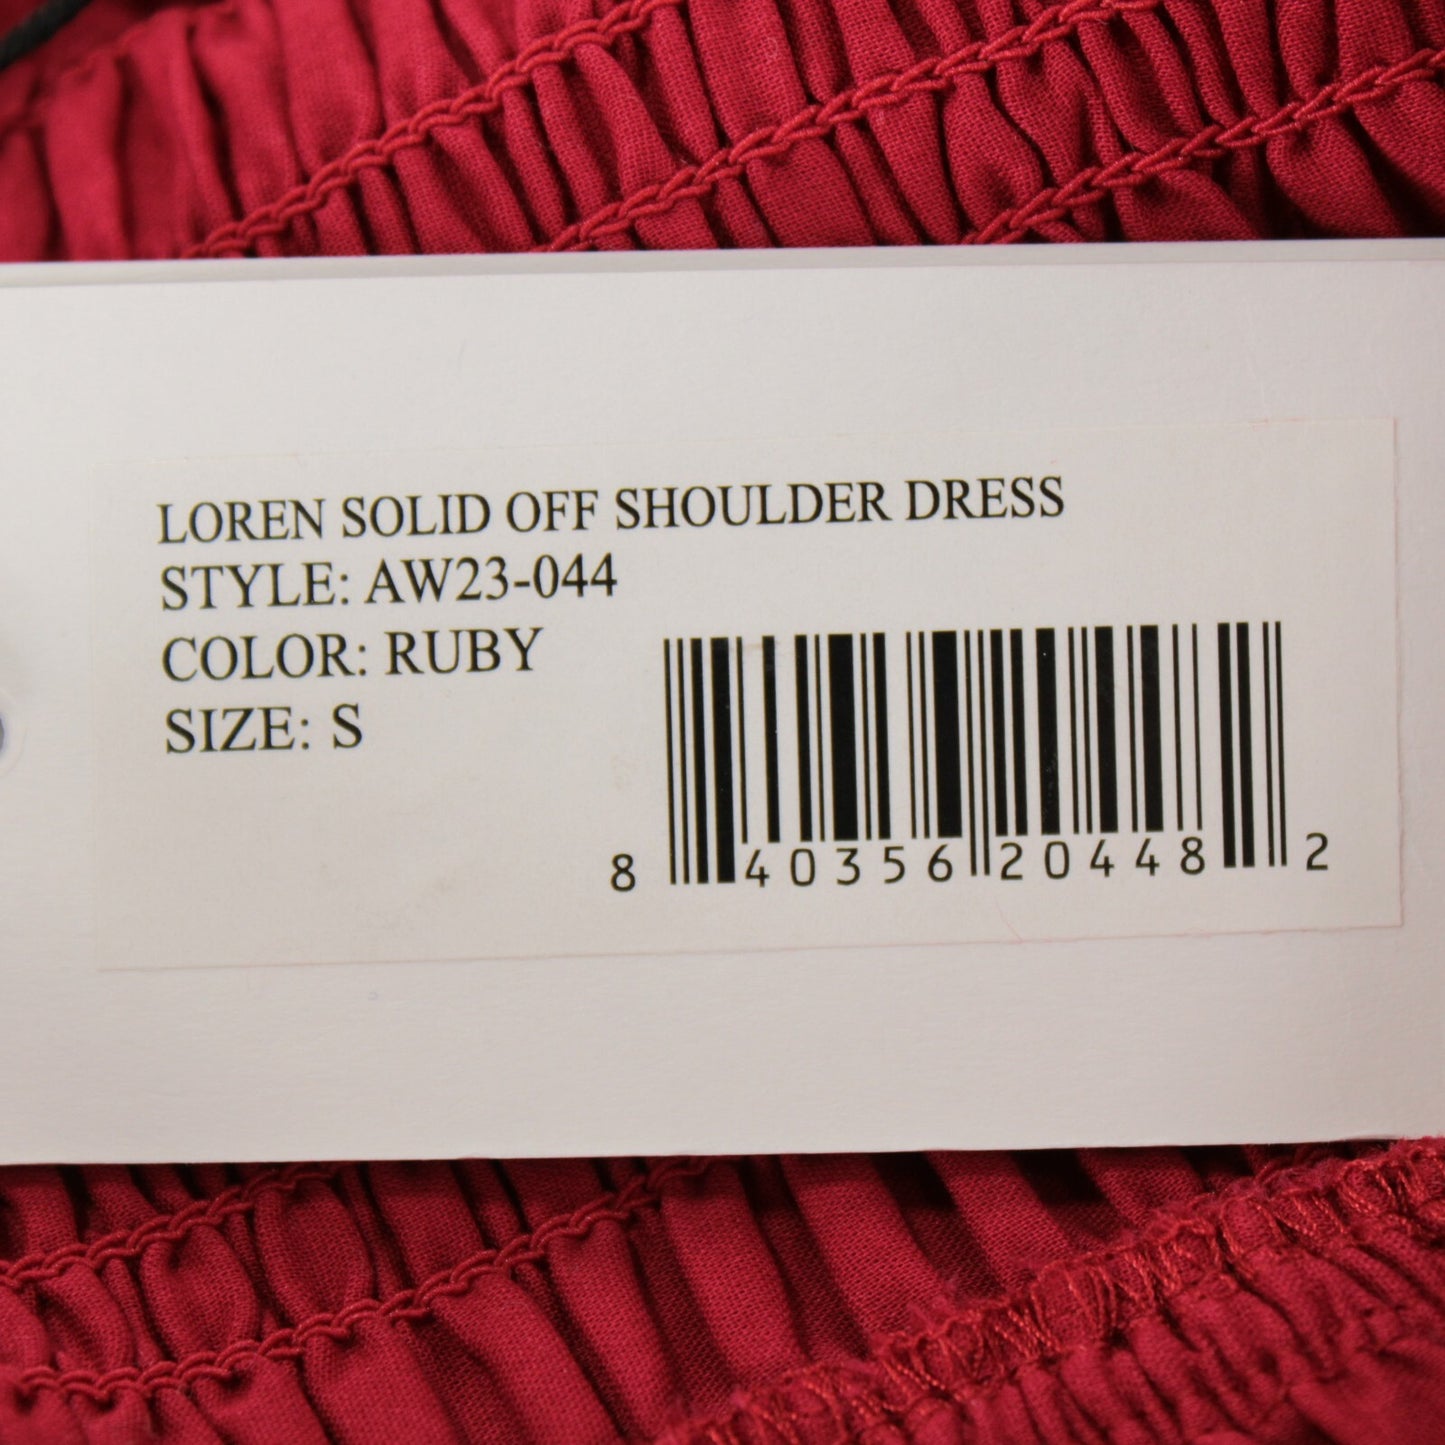 LOREN SOLID OFF SHOULDER DRESS
STYLE: AW23-044
COLOR: RUBY
SIZE: S
8 40356 20448 2